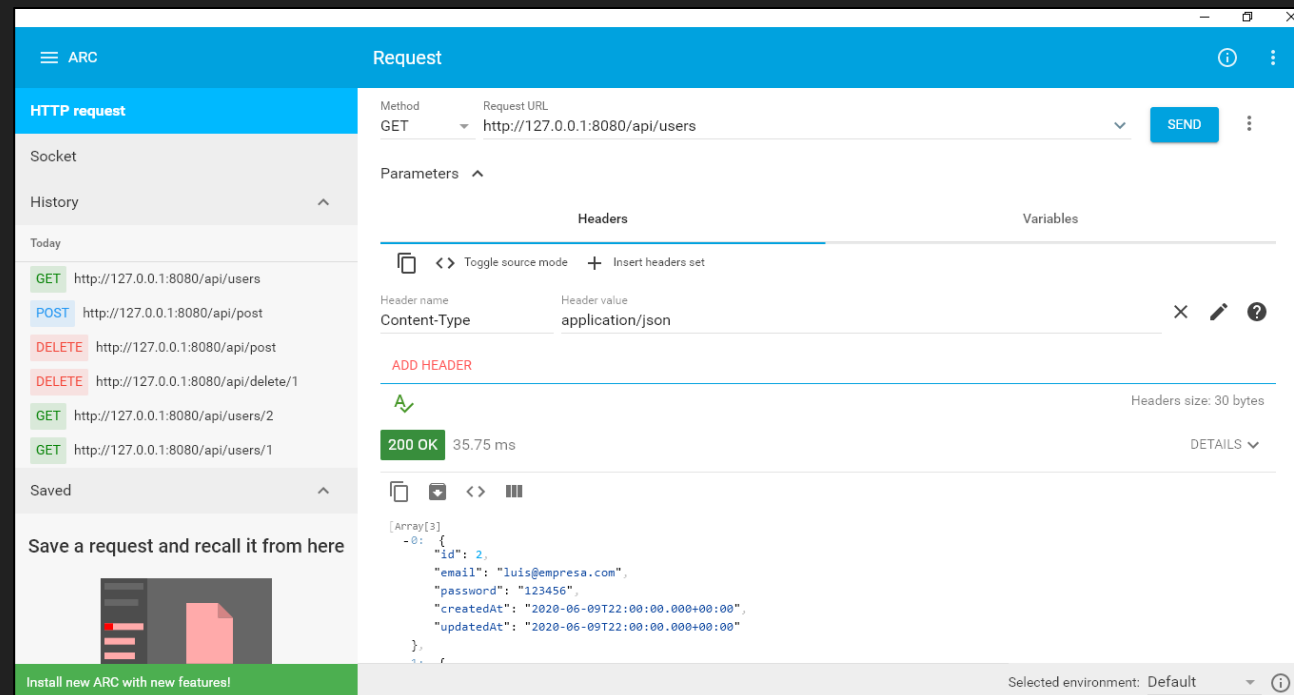 ARC
Request
HTTP request
Socket
History
Today
GET http://127.0.0.1:8080/api/users
POST http://127.0.0.1:8080/api/post
DELETE http://127.0.0.1:8080/api/post
DELETE http://127.0.0.1:8080/api/delete/1
GET http://127.0.0.1:8080/api/users/2
GET http://127.0.0.1:8080/api/users/1
Saved
Save a request and recall it from here
Install new ARC with new features!
Method Request URL
GET http://127.0.0.1:8080/api/users
SEND
Parameters
Headers Variables
Toggle source mode Insert headers set
Header name Header value
Content-Type application/json
ADD HEADER
Headers size: 30 bytes
200 OK 35.75 ms DETAILS
[Array[3]
-0: {
"id": 2,
"email": "luis@empresa.com",
"password": "123456",
"createdAt": "2020-06-09T22:00:00.000+00:00",
"updatedAt": "2020-06-09T22:00:00.000+00:00"
},
Selected environment: Default